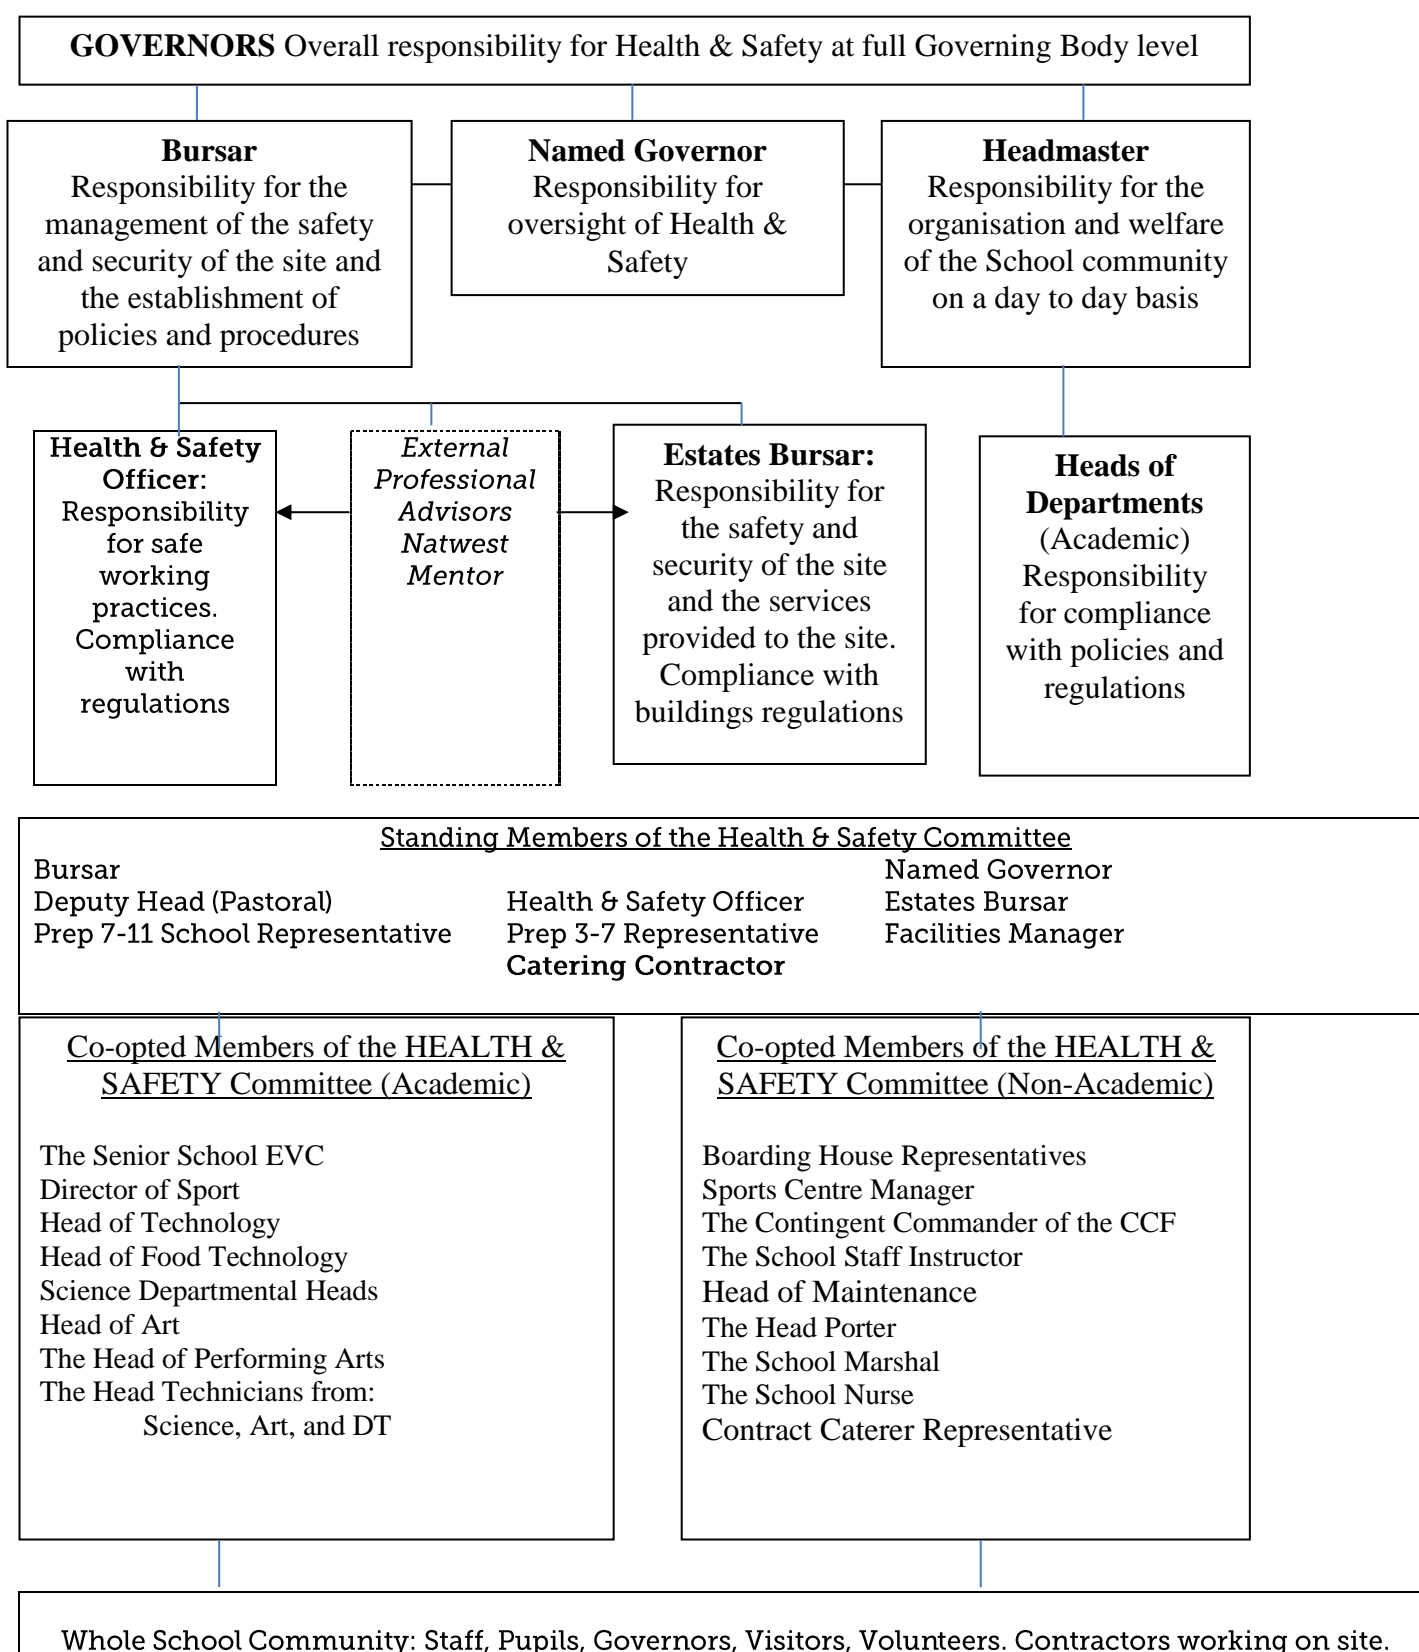 GOVERNORS Overall responsibility for Health & Safety at full Governing Body level
Bursar
Responsibility for the
management of the safety
and security of the site and
the establishment of
policies and procedures
Named Governor
Responsibility for
oversight of Health &
Safety
Headmaster
Responsibility for the
organisation and welfare
of the School community
on a day to day basis
Health & Safety
Officer:
Responsibility
for safe
working
practices.
Compliance
with
regulations
External
Professional
Advisors
Natwest
Mentor
Estates Bursar:
Responsibility for
the safety and
security of the site
and the services
provided to the site.
Compliance with
buildings regulations
Heads of
Departments
(Academic)
Responsibility
for compliance
with policies and
regulations
Standing Members of the Health & Safety Committee
Bursar Named Governor
Deputy Head (Pastoral) Health & Safety Officer Estates Bursar
Prep 7-11 School Representative Prep 3-7 Representative Facilities Manager
Catering Contractor
Co-opted Members of the HEALTH &
SAFETY Committee (Academic)
The Senior School EVC
Director of Sport
Head of Technology
Head of Food Technology
Science Departmental Heads
Head of Art
The Head of Performing Arts
The Head Technicians from:
Science, Art, and DT
Co-opted Members of the HEALTH &
SAFETY Committee (Non-Academic)
Boarding House Representatives
Sports Centre Manager
The Contingent Commander of the CCF
The School Staff Instructor
Head of Maintenance
The Head Porter
The School Marshal
The School Nurse
Contract Caterer Representative
Whole School Community: Staff, Pupils, Governors, Visitors, Volunteers. Contractors working on site.